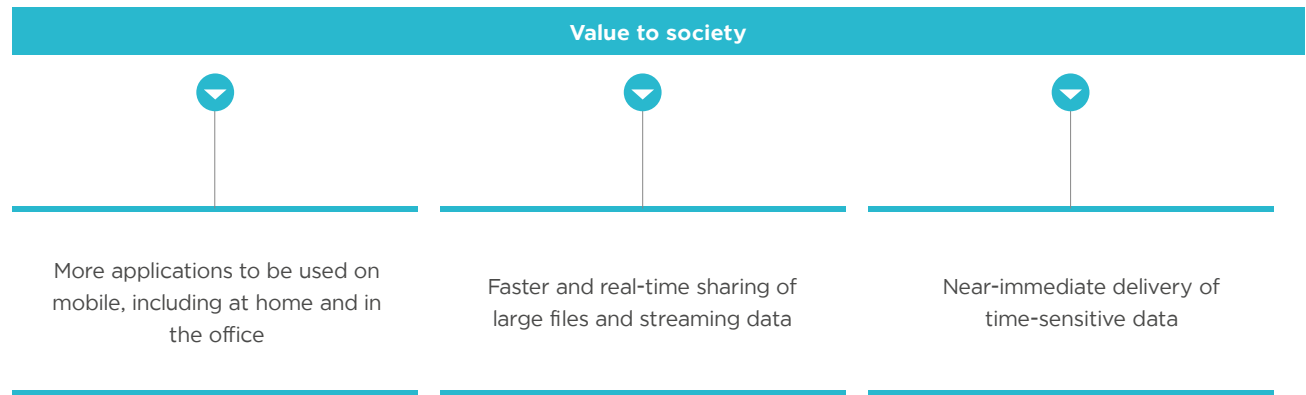 Value to society
More applications to be used on
mobile, including at home and in
the office
Faster and real-time sharing of
large files and streaming data
Near-immediate delivery of
time-sensitive data